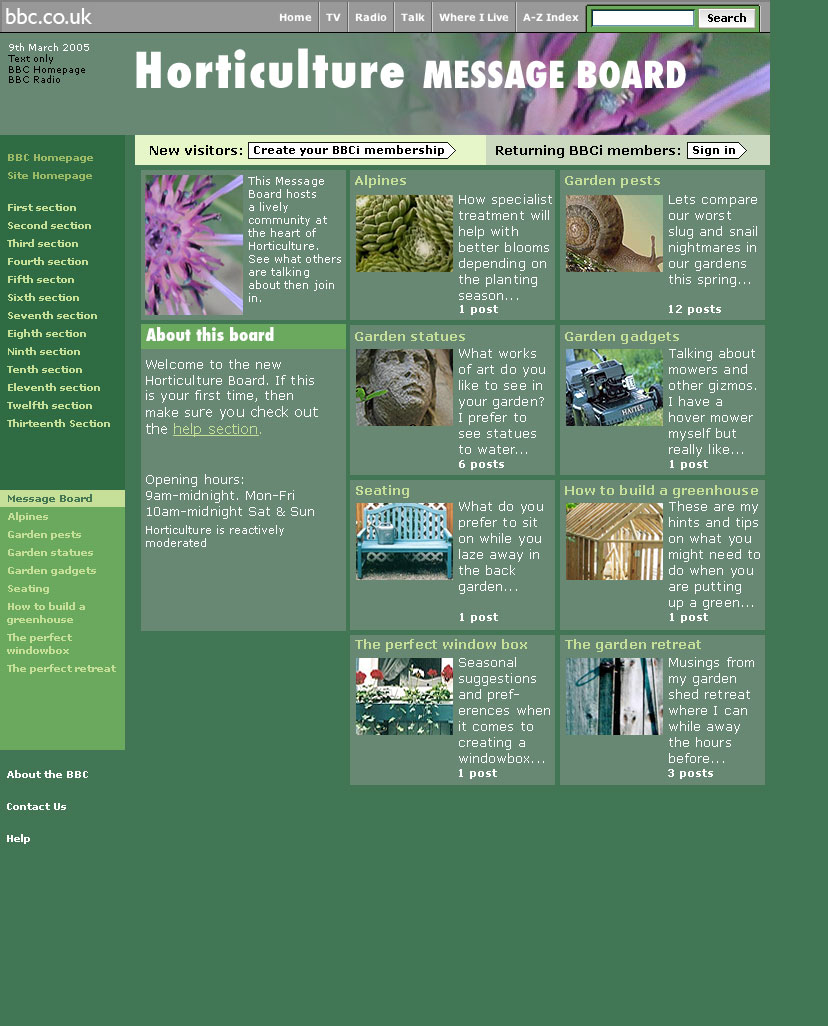 bbc.co.uk
Home
TV
Radio
Talk
Where I Live
A-Z Index
Search
9th March 2005
Text only
BBC Homepage
BBC Radio
Horticulture MESSAGE BOARD
New visitors: Create your BBCi membership
Returning BBCi members: Sign in
BBC Homepage
Site Homepage
First section
Second section
Third section
Fourth section
Fifth secton
Sixth section
Seventh section
Eighth section
Ninth section
Tenth section
Eleventh section
Twelfth section
Thirteenth Section
Message Board
Alpines
Garden pests
Garden statues
Garden gadgets
Seating
How to build a
greenhouse
The perfect
windowbox
The perfect retreat
About the BBC
Contact Us
Help
This Message
Board hosts
a lively
community at
the heart of
Horticulture.
See what others
are talking
about then join
in.
About this board
Welcome to the new
Horticulture Board. If this
is your first time, then
make sure you check out
the help section.
Opening hours:
9am-midnight. Mon-Fri
10am-midnight Sat & Sun
Horticulture is reactively
moderated
Alpines
How specialist
treatment will
help with
better blooms
depending on
the planting
season...
1 post
Garden pests
Lets compare
our worst
slug and snail
nightmares in
our gardens
this spring...
12 posts
Garden statues
What works
of art do you
like to see in
your garden?
I prefer to
see statues
to water...
6 posts
Garden gadgets
Talking about
mowers and
other gizmos.
I have a
hover mower
myself but
really like...
1 post
HAYTER
Seating
What do you
prefer to sit
on while you
laze away in
the back
garden...
1 post
How to build a greenhouse
These are my
hints and tips
on what you
might need to
do when you
are putting
up a green...
1 post
The perfect window box
Seasonal
suggestions
and pref-
erences when
it comes to
creating a
windowbox...
1 post
The garden retreat
Musings from
my garden
shed retreat
where I can
while away
the hours
before...
3 posts